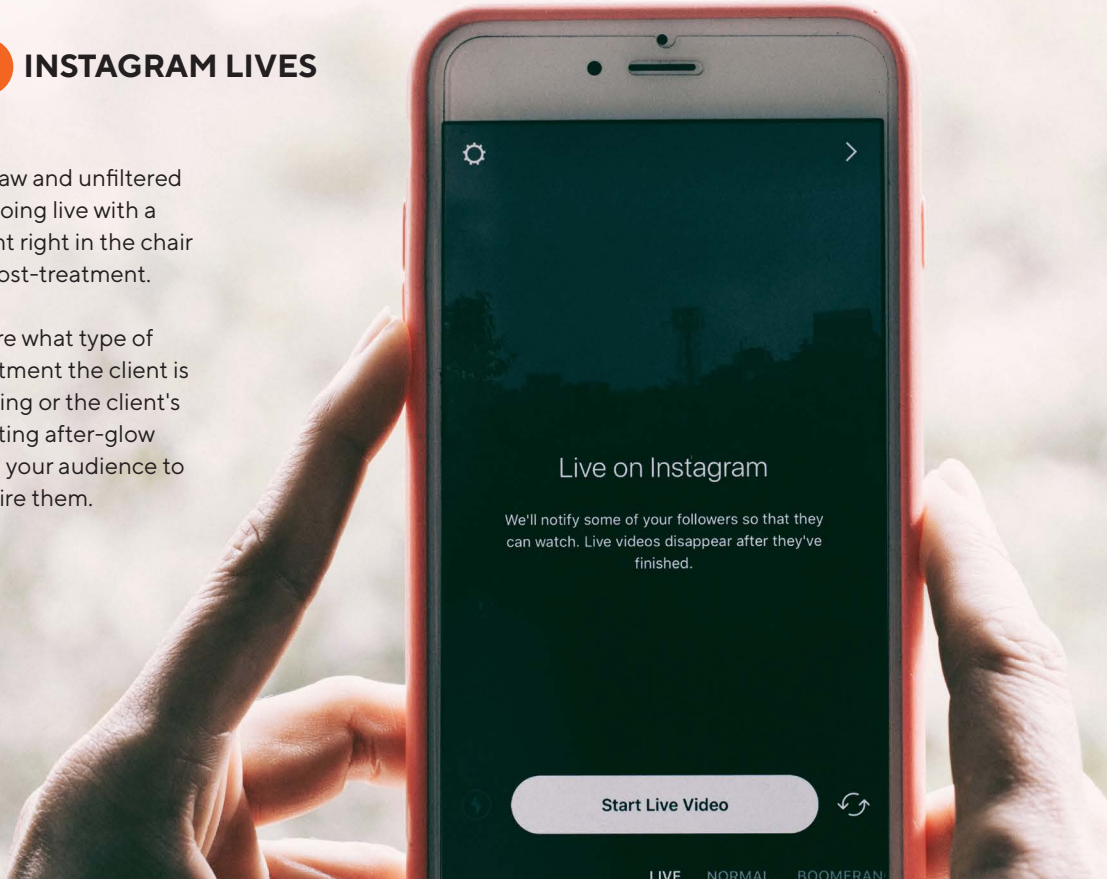 INSTAGRAM LIVES
aw and unfiltered
oing live with a
nt right in the chair
ost-treatment.
re what type of
tment the client is
ing or the client's
ting after-glow
your audience to
ire them.
Live on Instagram
We'll notify some of your followers so that they
can watch. Live videos disappear after they've
finished.
Start Live Video
LIVE NORMAL BOOMERAN